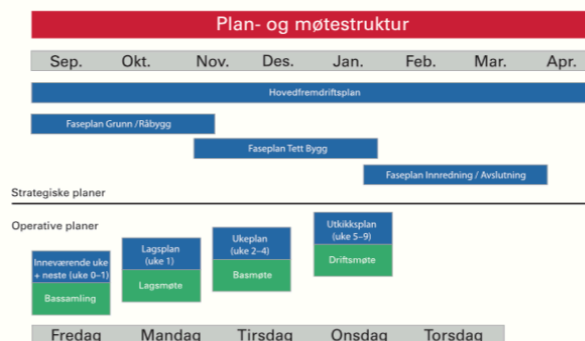 Plan- og møtestruktur
Sep. Okt. Nov. Des. Jan. Feb. Mar. Apr.
Hovedfremdriftsplan
Faseplan Grunn /Råbygg
Faseplan Tett Bygg
Faseplan Innredning / Avslutning
Strategiske planer
Operative planer
Inneværende uke
+ neste (uke 0–1)
Bassamling
Lagsplan
(uke 1)
Lagsmøte
Ukeplan
(uke 2–4)
Basmøte
Utkikksplan
(uke 5–9)
Driftsmøte
Fredag Mandag Tirsdag Onsdag Torsdag